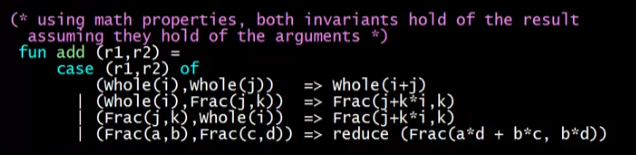 (* using math properties, both invariants hold of the result
assuming they hold of the arguments *)
fun add (r1,r2) =
case (r1,r2) of
(Whole(i),Whole(j)) => Whole(i+j)
| (Whole(i),Frac(j,k)) => Frac(j+k*i,k)
| (Frac(j,k),Whole(i)) => Frac(j+k*i,k)
| (Frac(a,b),Frac(c,d)) => reduce (Frac(a*d + b*c, b*d))